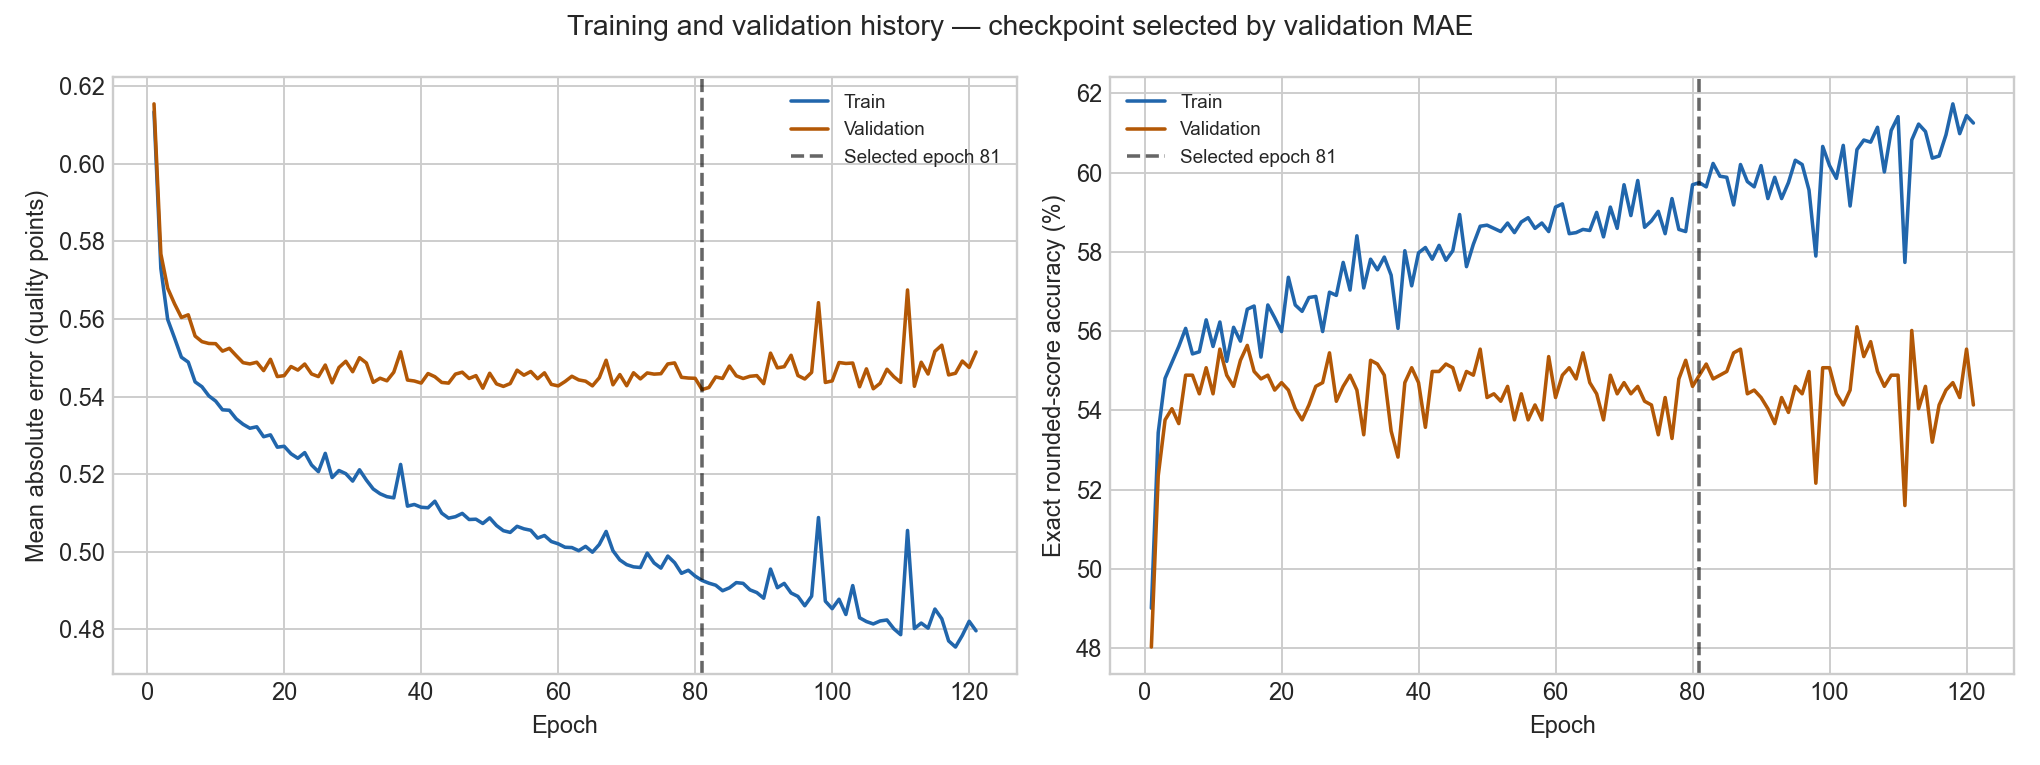 Training and validation history — checkpoint selected by validation MAE
Mean absolute error (quality points)
0.62
0.60
0.58
0.56
0.54
0.52
0.50
0.48
Train
Validation
Selected epoch 81
0 20 40 60 80 100 120
Epoch
Exact rounded-score accuracy (%)
62
60
58
56
54
52
50
48
Train
Validation
Selected epoch 81
0 20 40 60 80 100 120
Epoch